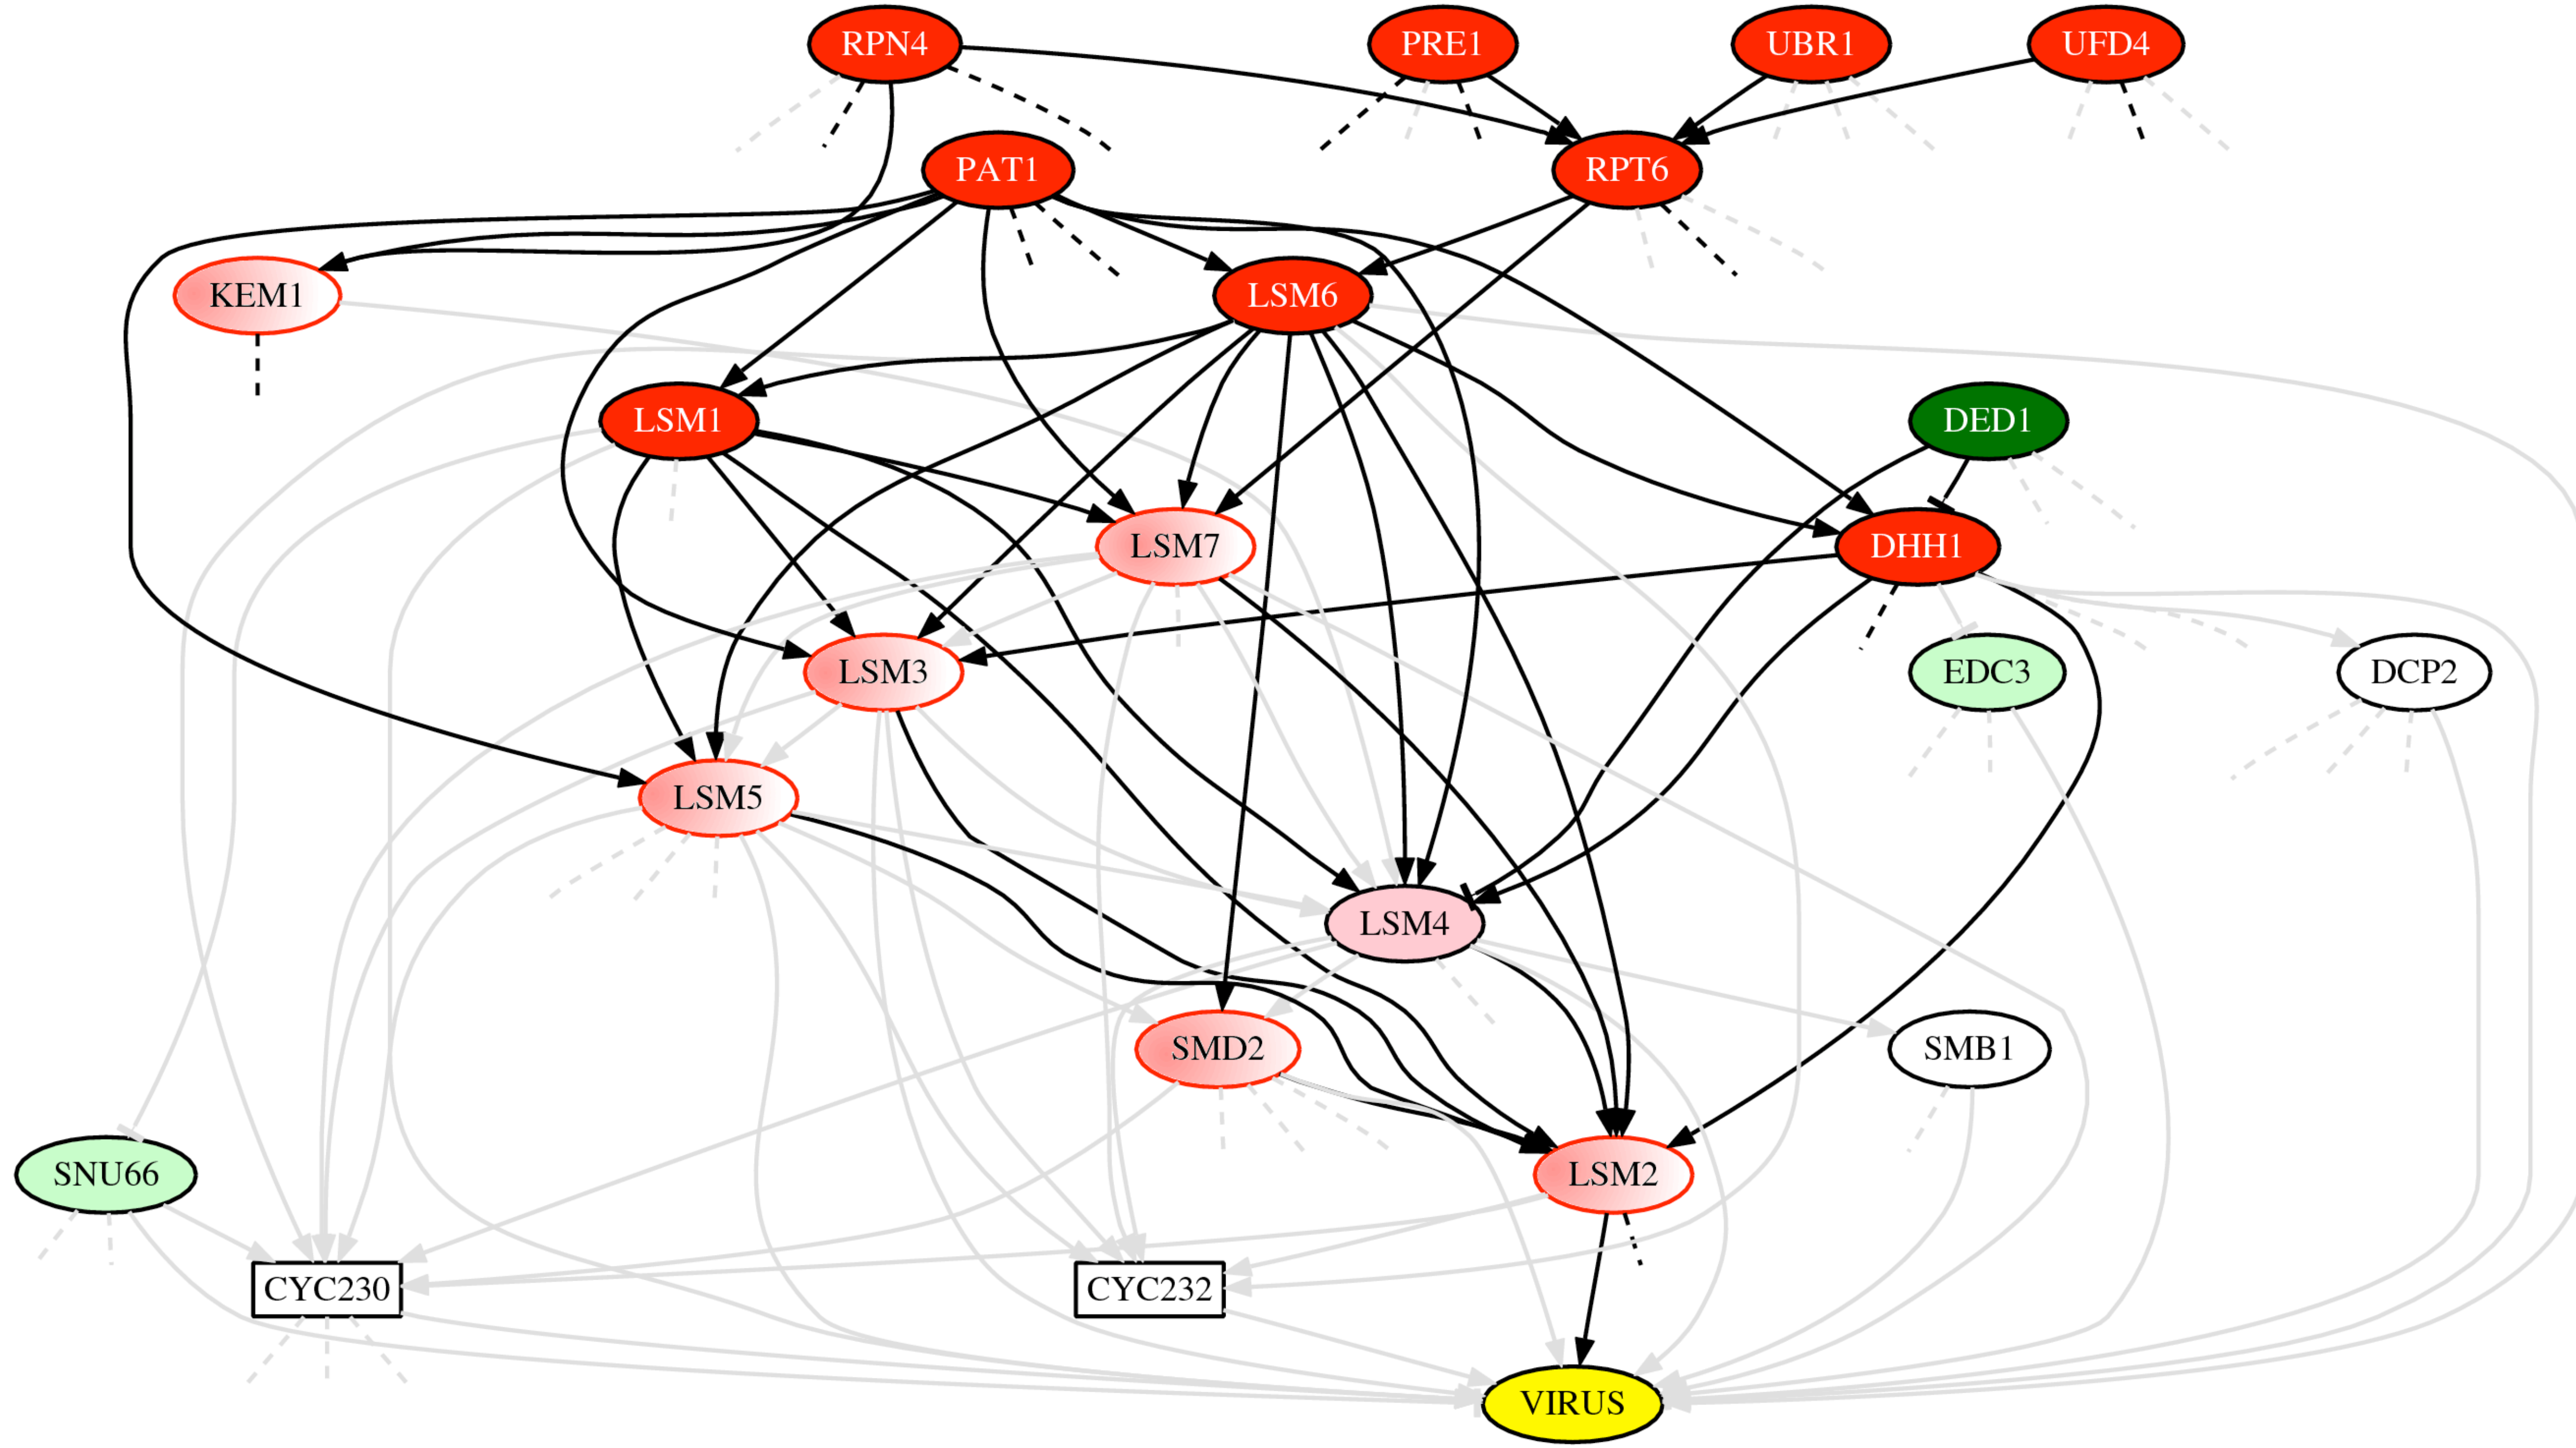 RPN4
PRE1
UBR1
UFD4
PAT1
RPT6
KEM1
LSM6
LSM1
DED1
LSM7
DHH1
LSM3
EDC3
DCP2
LSM5
LSM4
SMD2
SMB1
SNU66
LSM2
CYC230
CYC232
VIRUS